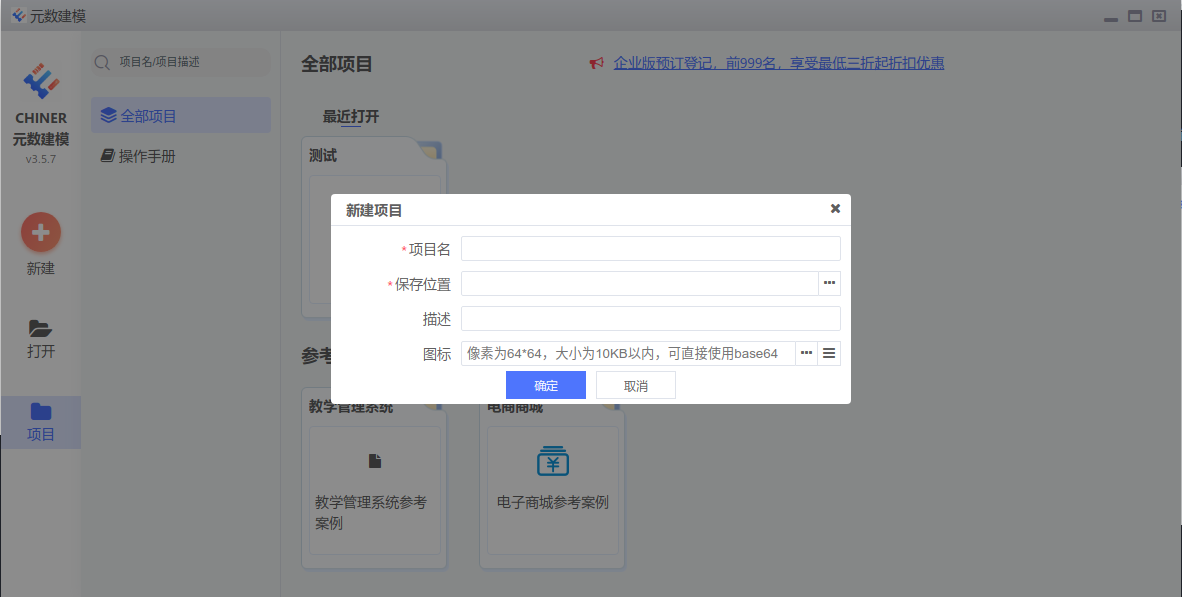 元数建模
CHINER
元数建模
v3.5.7
新建
打开
项目
项目名/项目描述
全部项目
操作手册
全部项目
企业版预订登记，前999名，享受最低三折起折扣优惠
最近打开
测试
新建项目
*项目名
*保存位置
描述
图标
像素为64*64，大小为10KB以内，可直接使用base64
确定
取消
参考
教学管理系统
教学管理系统参考
案例
电商商城
电子商城参考案例